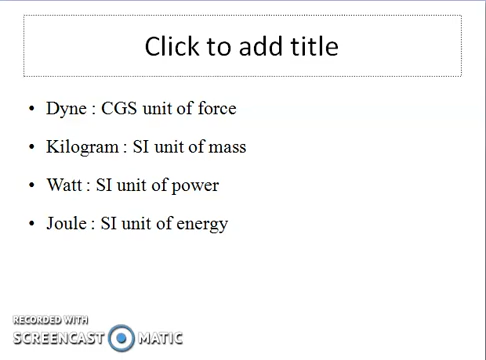 Click to add title
• Dyne : CGS unit of force
• Kilogram : SI unit of mass
• Watt : SI unit of power
• Joule : SI unit of energy
RECORDED WITH
SCREENCAST MATIC